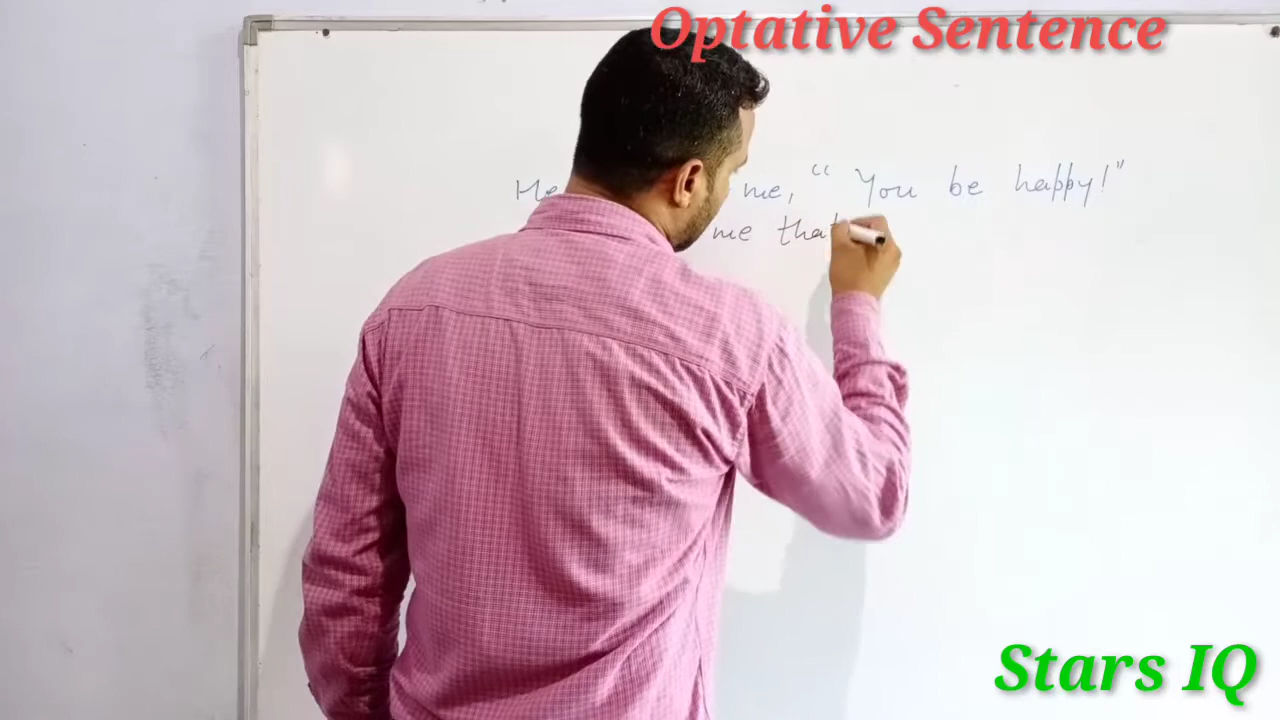 Optative Sentence
He me, “ You be happy!”
me that
Stars IQ